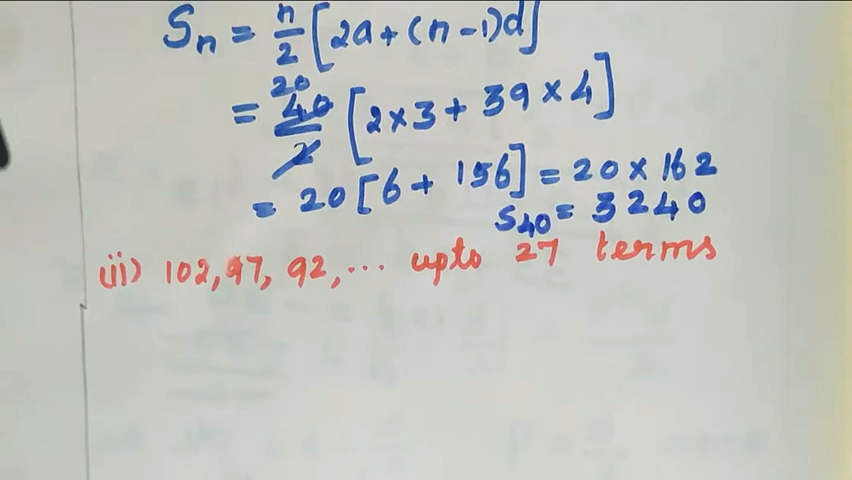 Sn = n/2 [2a + (n - 1)d]
= 20 40/2 [2 × 3 + 39 × 4]
= 20 [6 + 156] = 20 × 162
S40 = 3240
(ii) 102, 97, 92, ... upto 27 terms